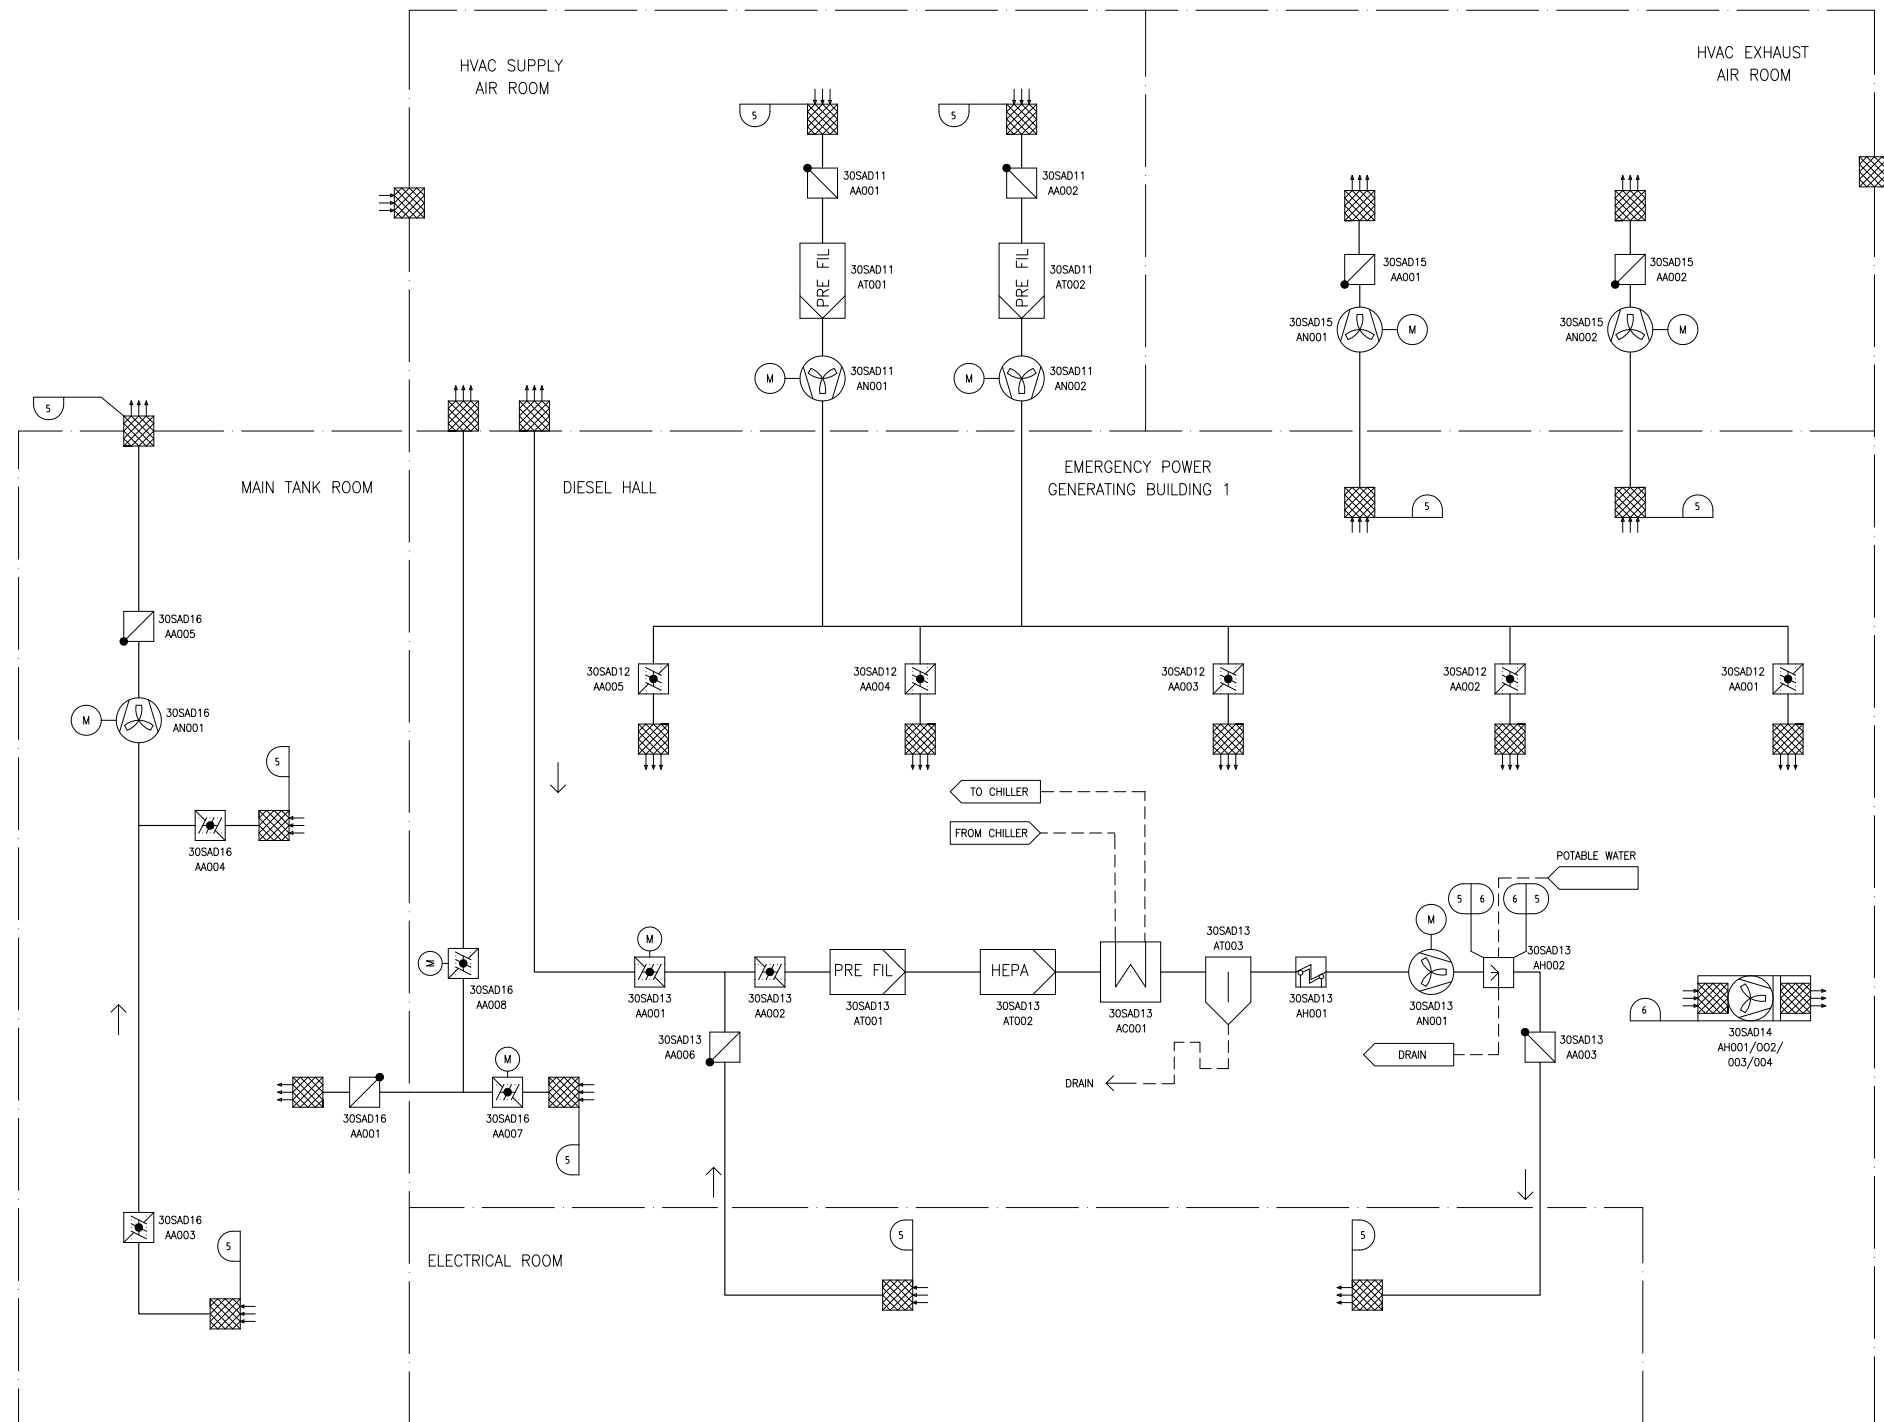 HVAC SUPPLY
AIR ROOM
HVAC EXHAUST
AIR ROOM
5
5
30SAD11
AA001
30SAD11
AA002
PRE FIL
30SAD11
AT001
PRE FIL
30SAD11
AT002
30SAD15
AA001
30SAD15
AA002
30SAD15
AN001
M
30SAD15
AN002
M
M
30SAD11
AN001
M
30SAD11
AN002
5
MAIN TANK ROOM
DIESEL HALL
EMERGENCY POWER
GENERATING BUILDING 1
5
5
30SAD16
AA005
30SAD12
AA005
30SAD12
AA004
30SAD12
AA003
30SAD12
AA002
30SAD12
AA001
M
30SAD16
AN001
5
30SAD16
AA004
TO CHILLER
FROM CHILLER
POTABLE WATER
5
6
6
5
M
M
30SAD13
AT003
30SAD13
AH002
M
30SAD16
AA008
30SAD13
AA001
30SAD13
AA002
PRE FIL
30SAD13
AT001
HEPA
30SAD13
AT002
30SAD13
AC001
30SAD13
AH001
30SAD13
AN001
6
30SAD14
AH001/002/
003/004
30SAD13
AA006
DRAIN
30SAD13
AA003
M
DRAIN
30SAD16
AA001
30SAD16
AA007
5
30SAD16
AA003
5
ELECTRICAL ROOM
5
5